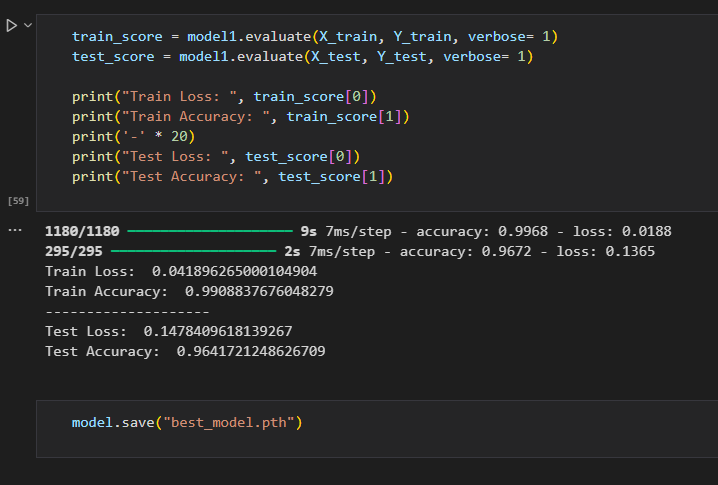 train_score = model1.evaluate(X_train, Y_train, verbose= 1)
test_score = model1.evaluate(X_test, Y_test, verbose= 1)
print("Train Loss: ", train_score[0])
print("Train Accuracy: ", train_score[1])
print('-' * 20)
print("Test Loss: ", test_score[0])
print("Test Accuracy: ", test_score[1])
[59]
...
1180/1180 ━━━━━━━━━━━━━━━━━━━━ 9s 7ms/step - accuracy: 0.9968 - loss: 0.0188
295/295 ━━━━━━━━━━━━━━━━━━━━ 2s 7ms/step - accuracy: 0.9672 - loss: 0.1365
Train Loss:  0.041896265000104904
Train Accuracy:  0.9908837676048279
--------------------
Test Loss:  0.1478409618139267
Test Accuracy:  0.9641721248626709
model.save("best_model.pth")